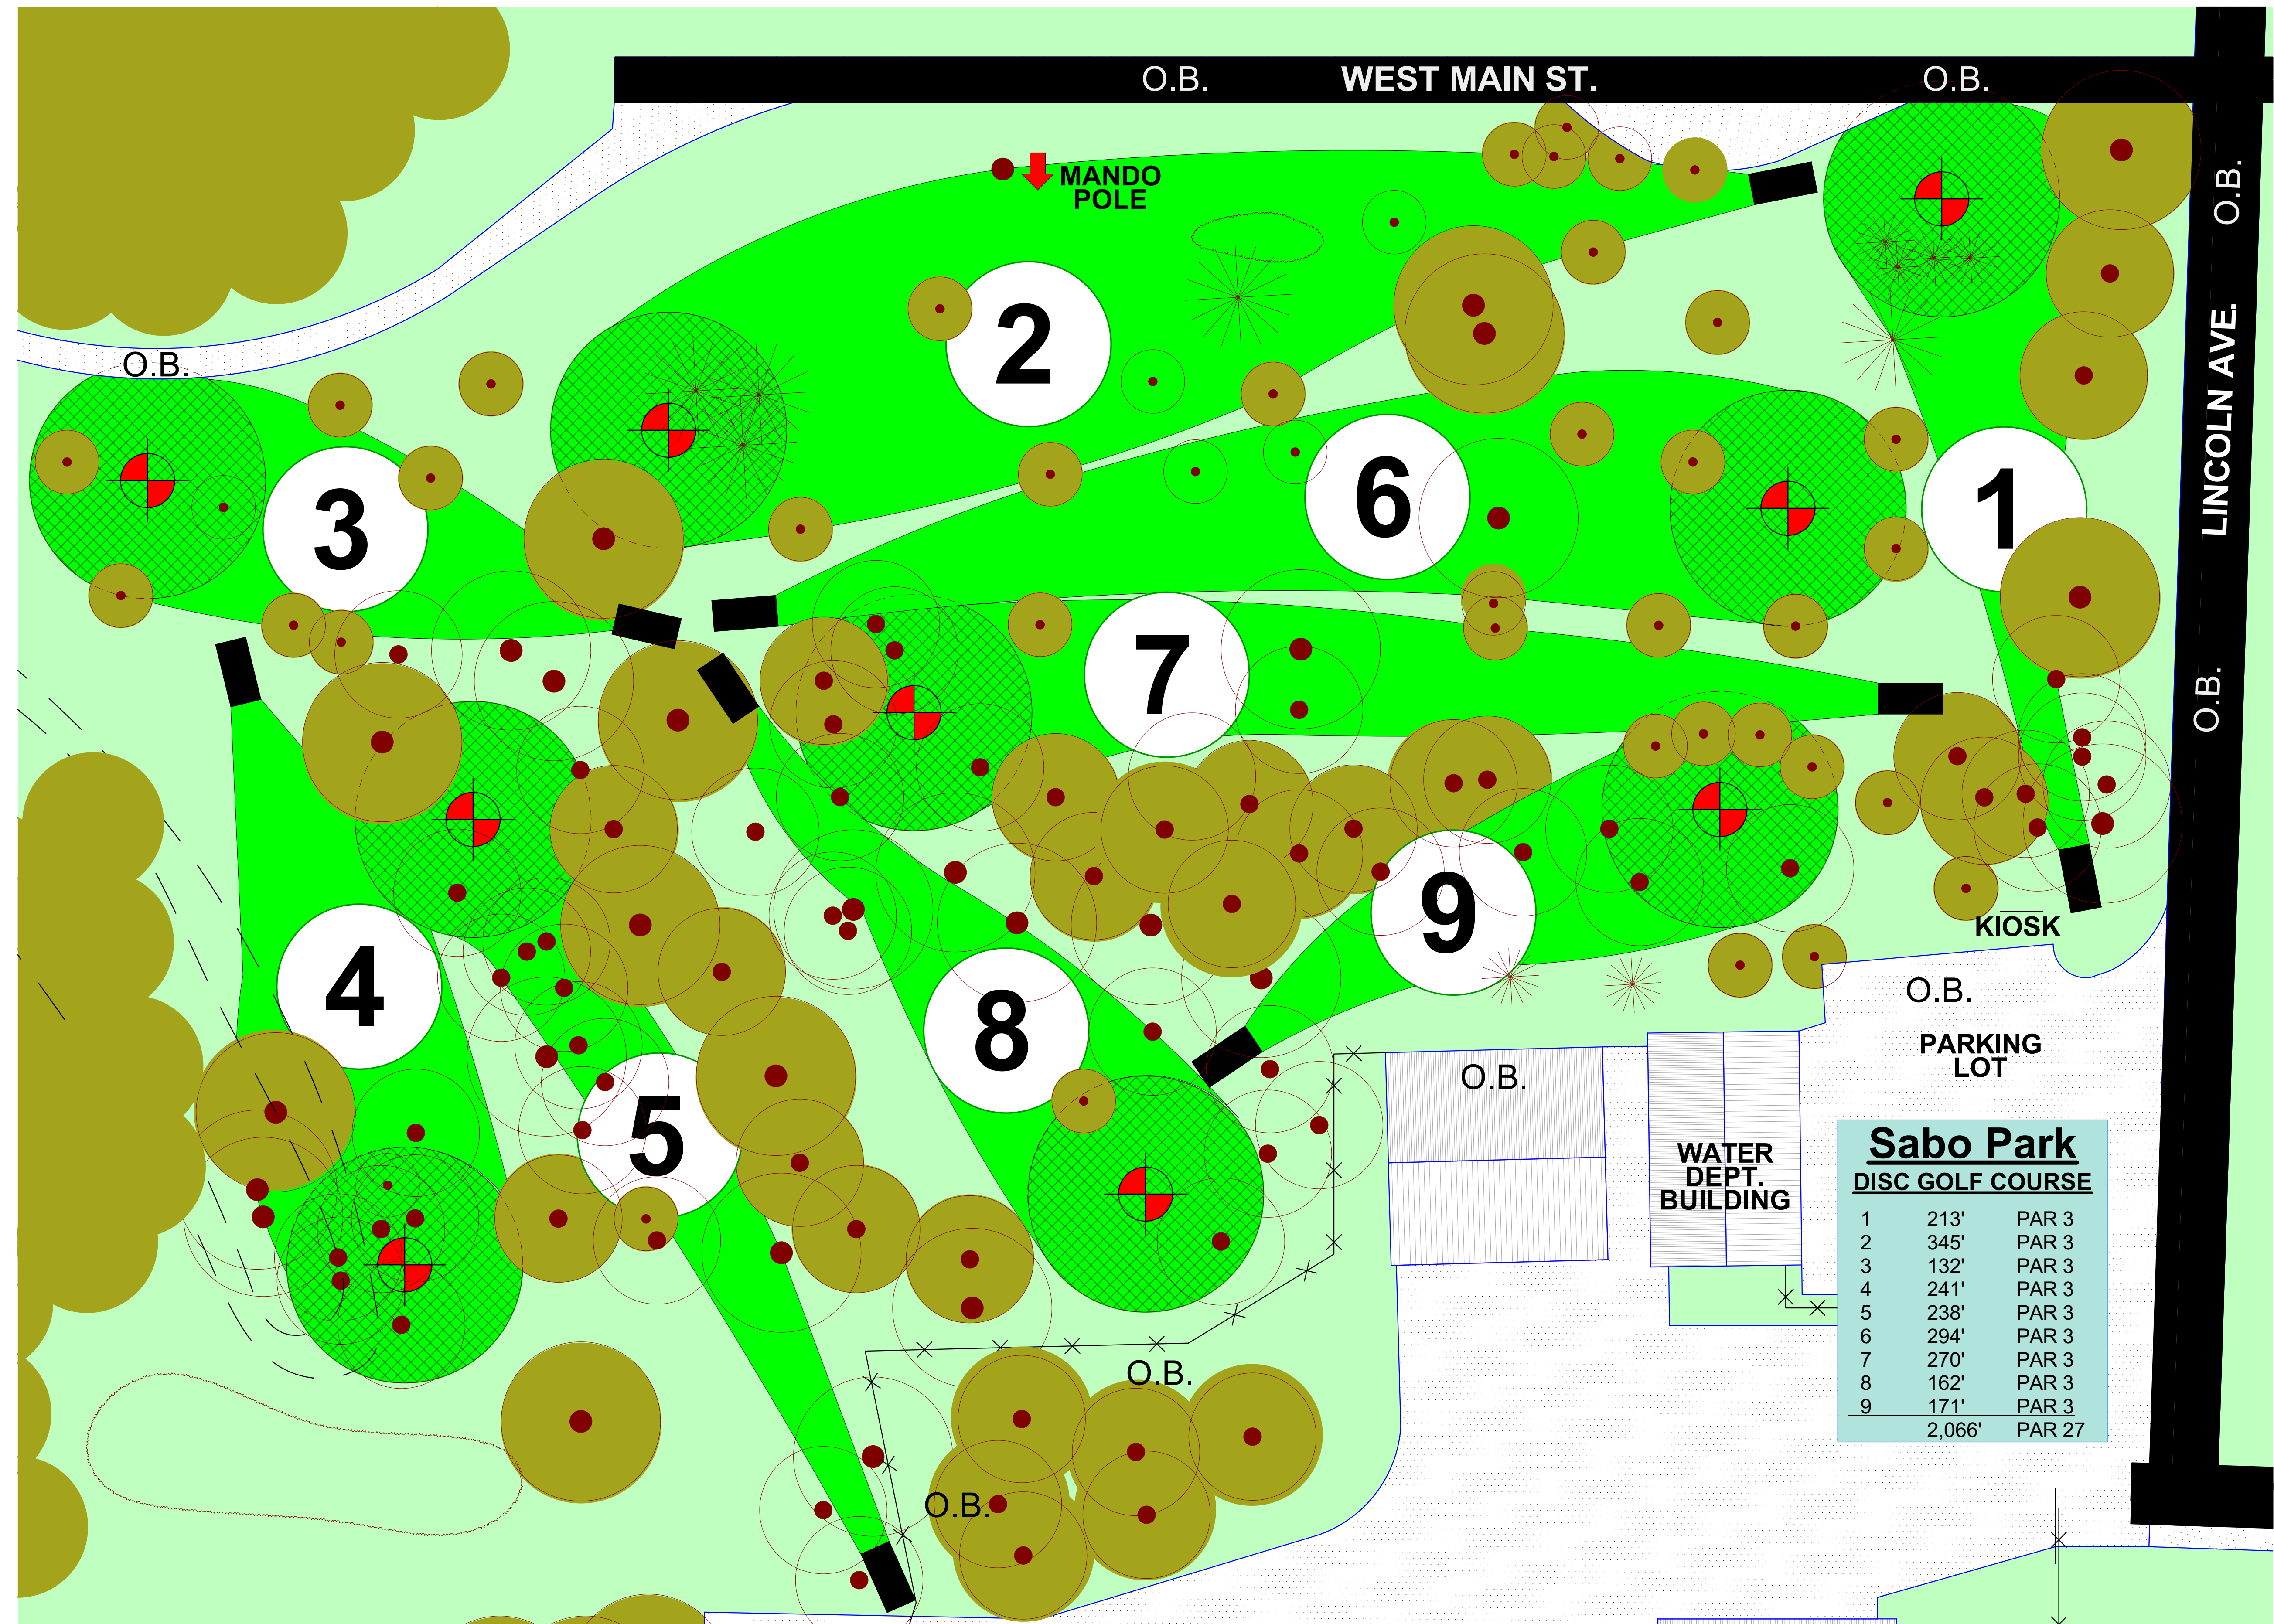 O.B. WEST MAIN ST. O.B.
MANDO
POLE
O.B.
LINCOLN AVE.
O.B.
O.B.
2
3
6
1
7
4
9
8
5
KIOSK
O.B.
PARKING
LOT
O.B.
WATER
DEPT.
BUILDING
O.B.
O.B.
Sabo Park
DISC GOLF COURSE
1 213' PAR 3
2 345' PAR 3
3 132' PAR 3
4 241' PAR 3
5 238' PAR 3
6 294' PAR 3
7 270' PAR 3
8 162' PAR 3
9 171' PAR 3
2,066' PAR 27